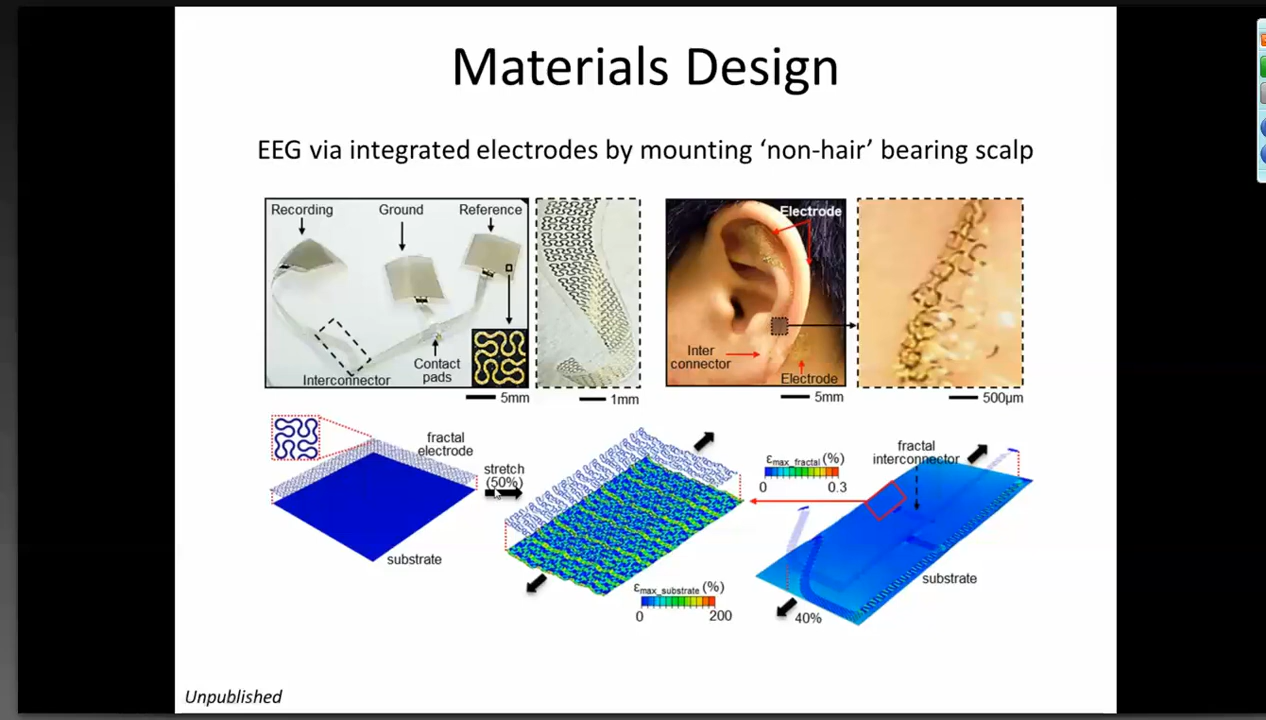 Materials Design
EEG via integrated electrodes by mounting ‘non-hair’ bearing scalp
Recording
Ground
Reference
Contact
pads
Interconnector
5mm
1mm
Electrode
Inter
connector
Electrode
5mm
500µm
fractal
electrode
stretch
(50%)
substrate
εmax_fractal (%)
0
0.3
εmax_substrate (%)
0
200
fractal
interconnector
substrate
40%
Unpublished